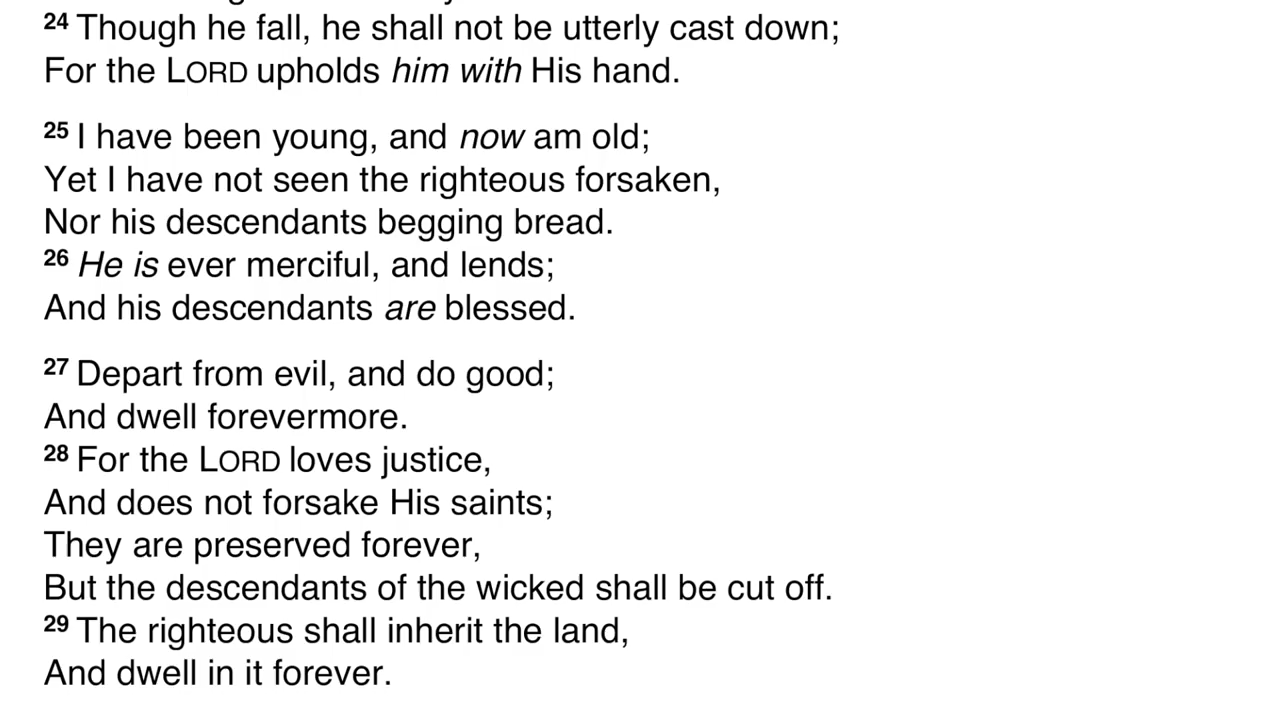 24 Though he fall, he shall not be utterly cast down;
For the LORD upholds him with His hand.
25 I have been young, and now am old;
Yet I have not seen the righteous forsaken,
Nor his descendants begging bread.
26 He is ever merciful, and lends;
And his descendants are blessed.
27 Depart from evil, and do good;
And dwell forevermore.
28 For the LORD loves justice,
And does not forsake His saints;
They are preserved forever,
But the descendants of the wicked shall be cut off.
29 The righteous shall inherit the land,
And dwell in it forever.